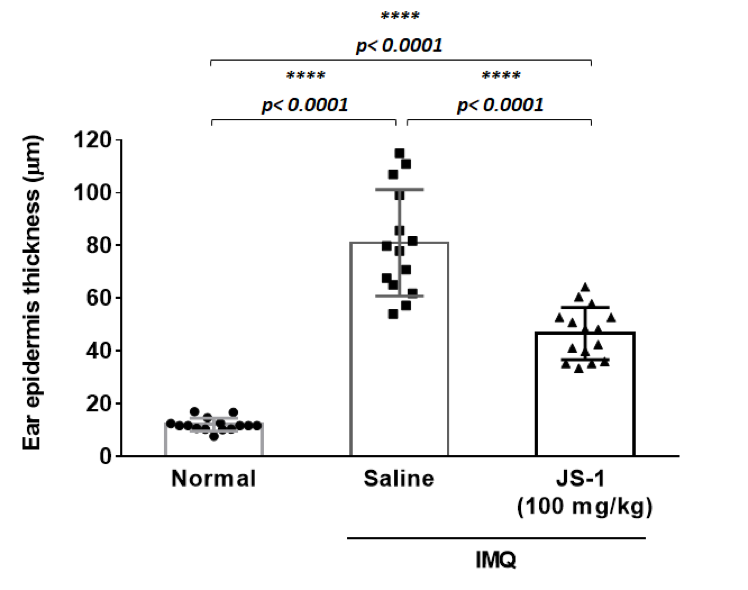 ****
p< 0.0001
**** ****
p< 0.0001 p< 0.0001
Ear epidermis thickness (µm)
120
100
80
60
40
20
0
Normal Saline JS-1
(100 mg/kg)
IMQ